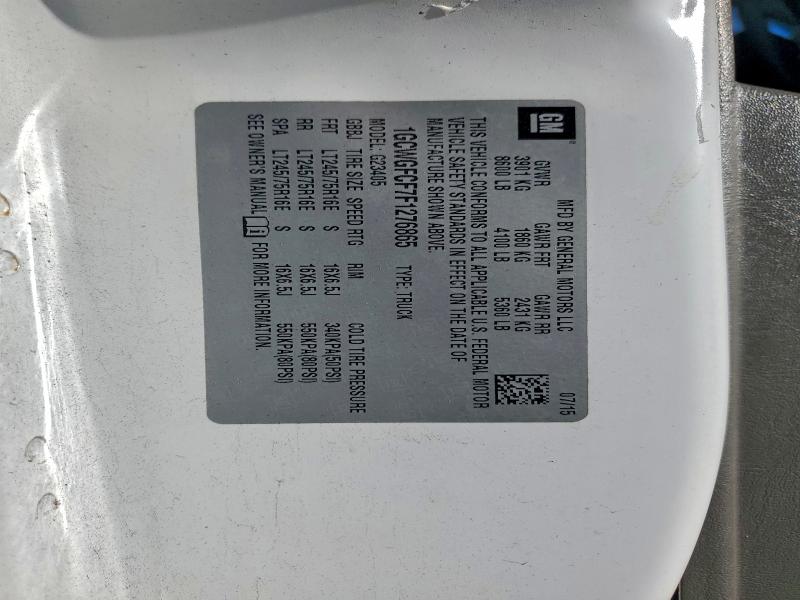 GM
MFD BY GENERAL MOTORS LLC 07/15
GVWR GAWR FRT GAWR RR
3901 KG 1860 KG 2431 KG
8600 LB 4100 LB 5360 LB
THIS VEHICLE CONFORMS TO ALL APPLICABLE U.S. FEDERAL MOTOR
VEHICLE SAFETY STANDARDS IN EFFECT ON THE DATE OF
MANUFACTURE SHOWN ABOVE.
1GCWGFCF7F1276865 TYPE: TRUCK
MODEL: G23405
GBBJ TIRE SIZE SPEED RTG RIM COLD TIRE PRESSURE
FRT LT245/75R16E S 16X6.5J 340KPA(50PSI)
RR LT245/75R16E S 16X6.5J 550KPA(80PSI)
SPA LT245/75R16E S 16X6.5J 550KPA(80PSI)
SEE OWNER'S MANUAL FOR MORE INFORMATION.